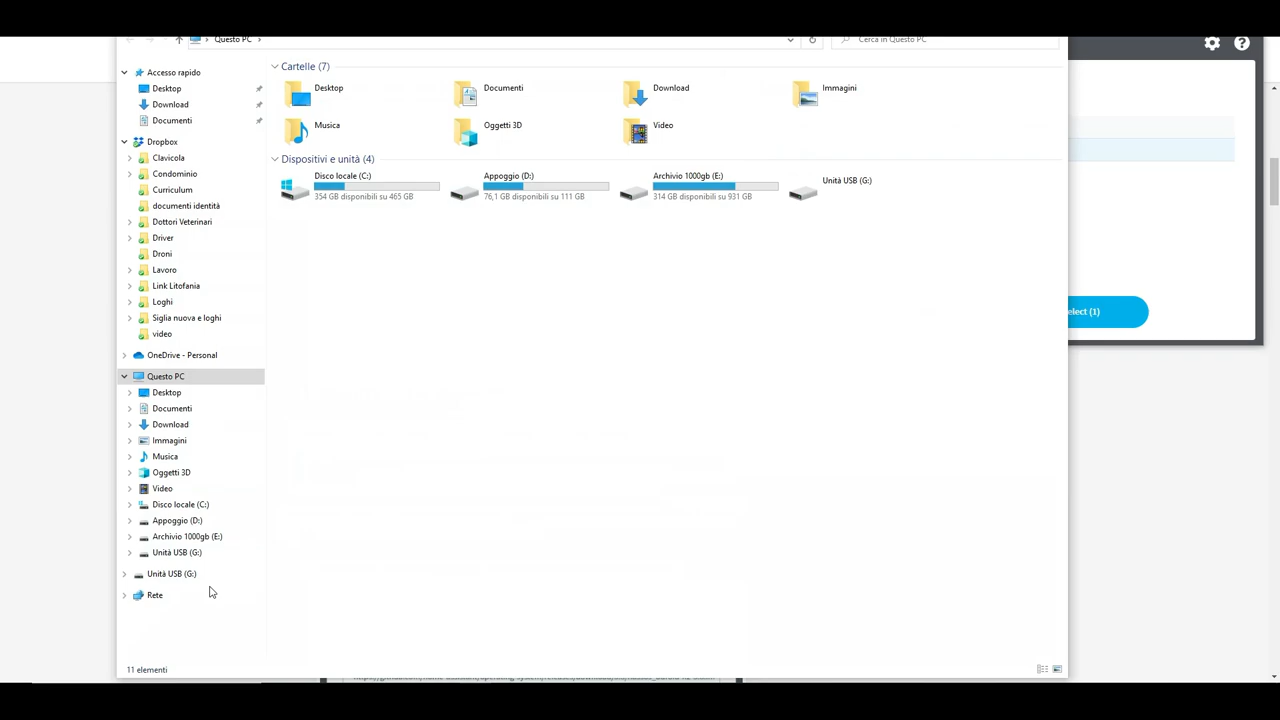 Questo PC
Cerca in Questo PC
Accesso rapido
Desktop
Download
Documenti
Dropbox
Clavicola
Condominio
Curriculum
documenti identità
Dottori Veterinari
Driver
Droni
Lavoro
Link Litofania
Loghi
Siglia nuova e loghi
video
OneDrive - Personal
Questo PC
Desktop
Documenti
Download
Immagini
Musica
Oggetti 3D
Video
Disco locale (C:)
Appoggio (D:)
Archivio 1000gb (E:)
Unità USB (G:)
Unità USB (G:)
Rete
11 elementi
Cartelle (7)
Desktop
Documenti
Download
Immagini
Musica
Oggetti 3D
Video
Dispositivi e unità (4)
Disco locale (C:)
354 GB disponibili su 465 GB
Appoggio (D:)
76,1 GB disponibili su 111 GB
Archivio 1000gb (E:)
314 GB disponibili su 931 GB
Unità USB (G:)
elect (1)